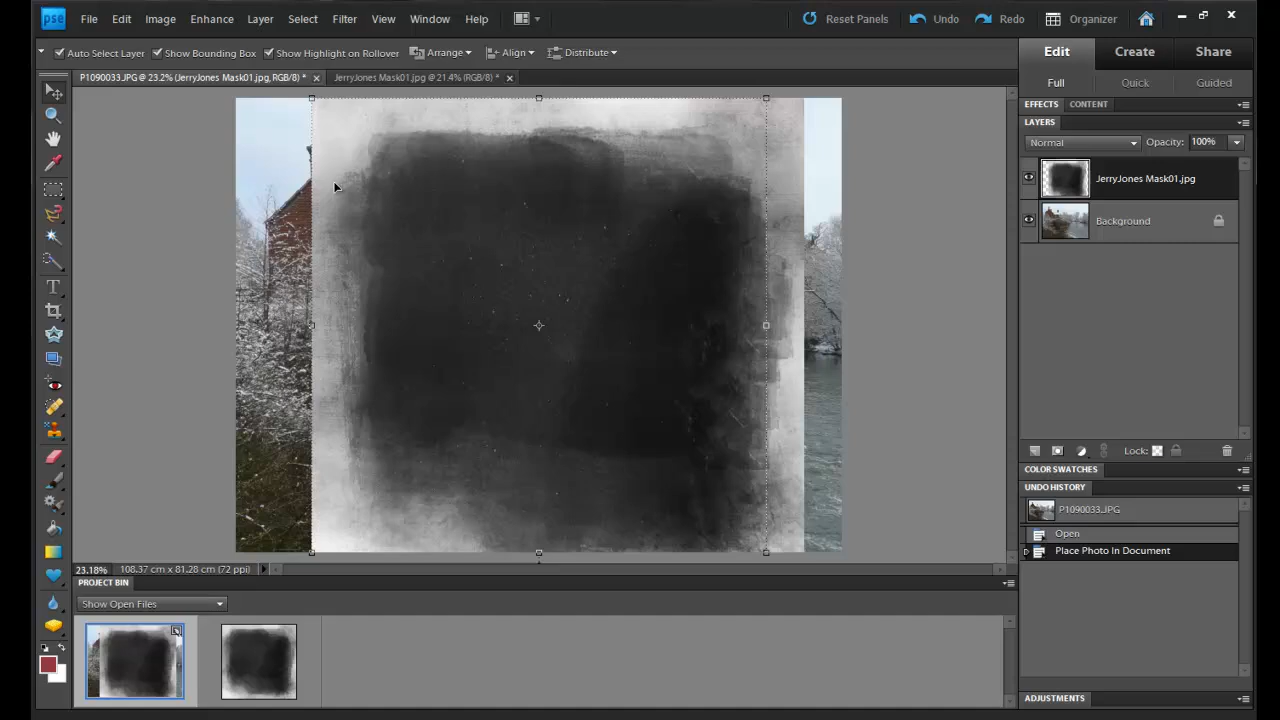 pse File Edit Image Enhance Layer Select Filter View Window Help Reset Panels Undo Redo Organizer
Auto Select Layer Show Bounding Box Show Highlight on Rollover Arrange Align Distribute
Edit Create Share
P1090033.JPG @ 23.2% (JerryJones Mask01.jpg, RGB/8) * JerryJones Mask01.jpg @ 21.4% (RGB/8) *
Full Quick Guided
EFFECTS CONTENT
LAYERS
Normal Opacity: 100%
JerryJones Mask01.jpg
Background
Lock:
COLOR SWATCHES
UNDO HISTORY
P1090033.JPG
Open
Place Photo In Document
23.18% 108.37 cm x 81.28 cm (72 ppi)
PROJECT BIN
Show Open Files
ADJUSTMENTS